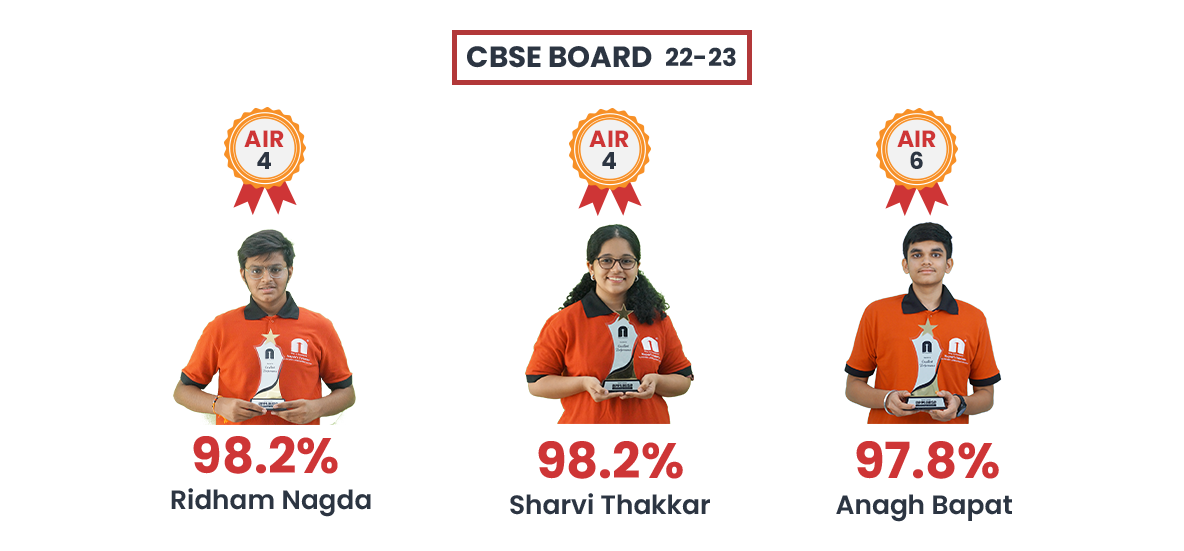 CBSE BOARD 22-23
AIR
4
AIR
4
AIR
6
98.2%
Ridham Nagda
98.2%
Sharvi Thakkar
97.8%
Anagh Bapat